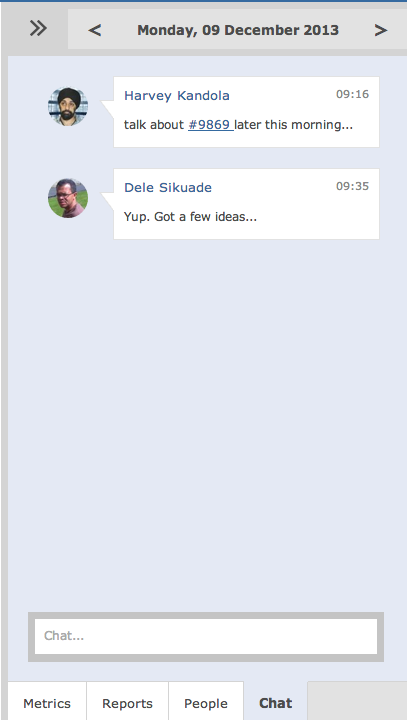 < Monday, 09 December 2013 >
Harvey Kandola 09:16
talk about #9869 later this morning...
Dele Sikuade 09:35
Yup. Got a few ideas...
Chat...
Metrics Reports People Chat